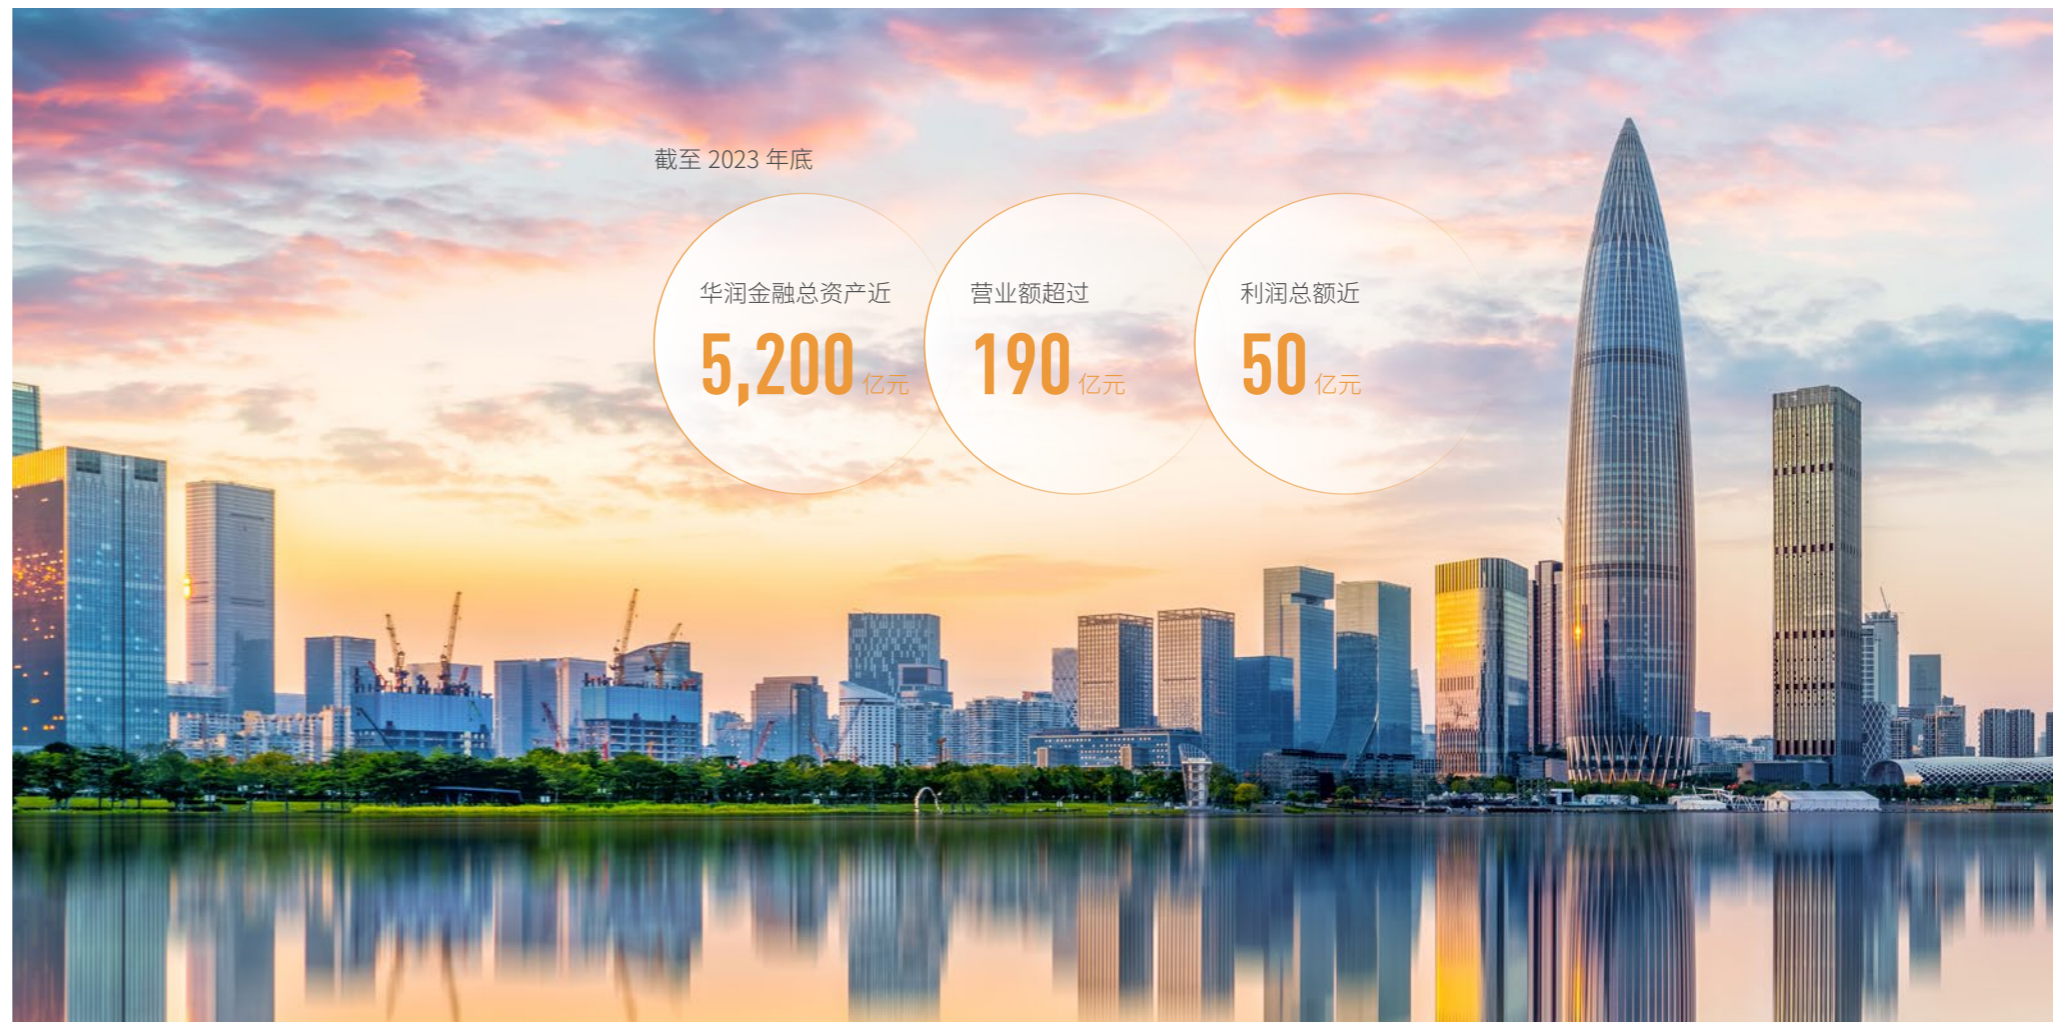 截至 2023 年底
华润金融总资产近
5,200 亿元
营业额超过
190 亿元
利润总额近
50 亿元